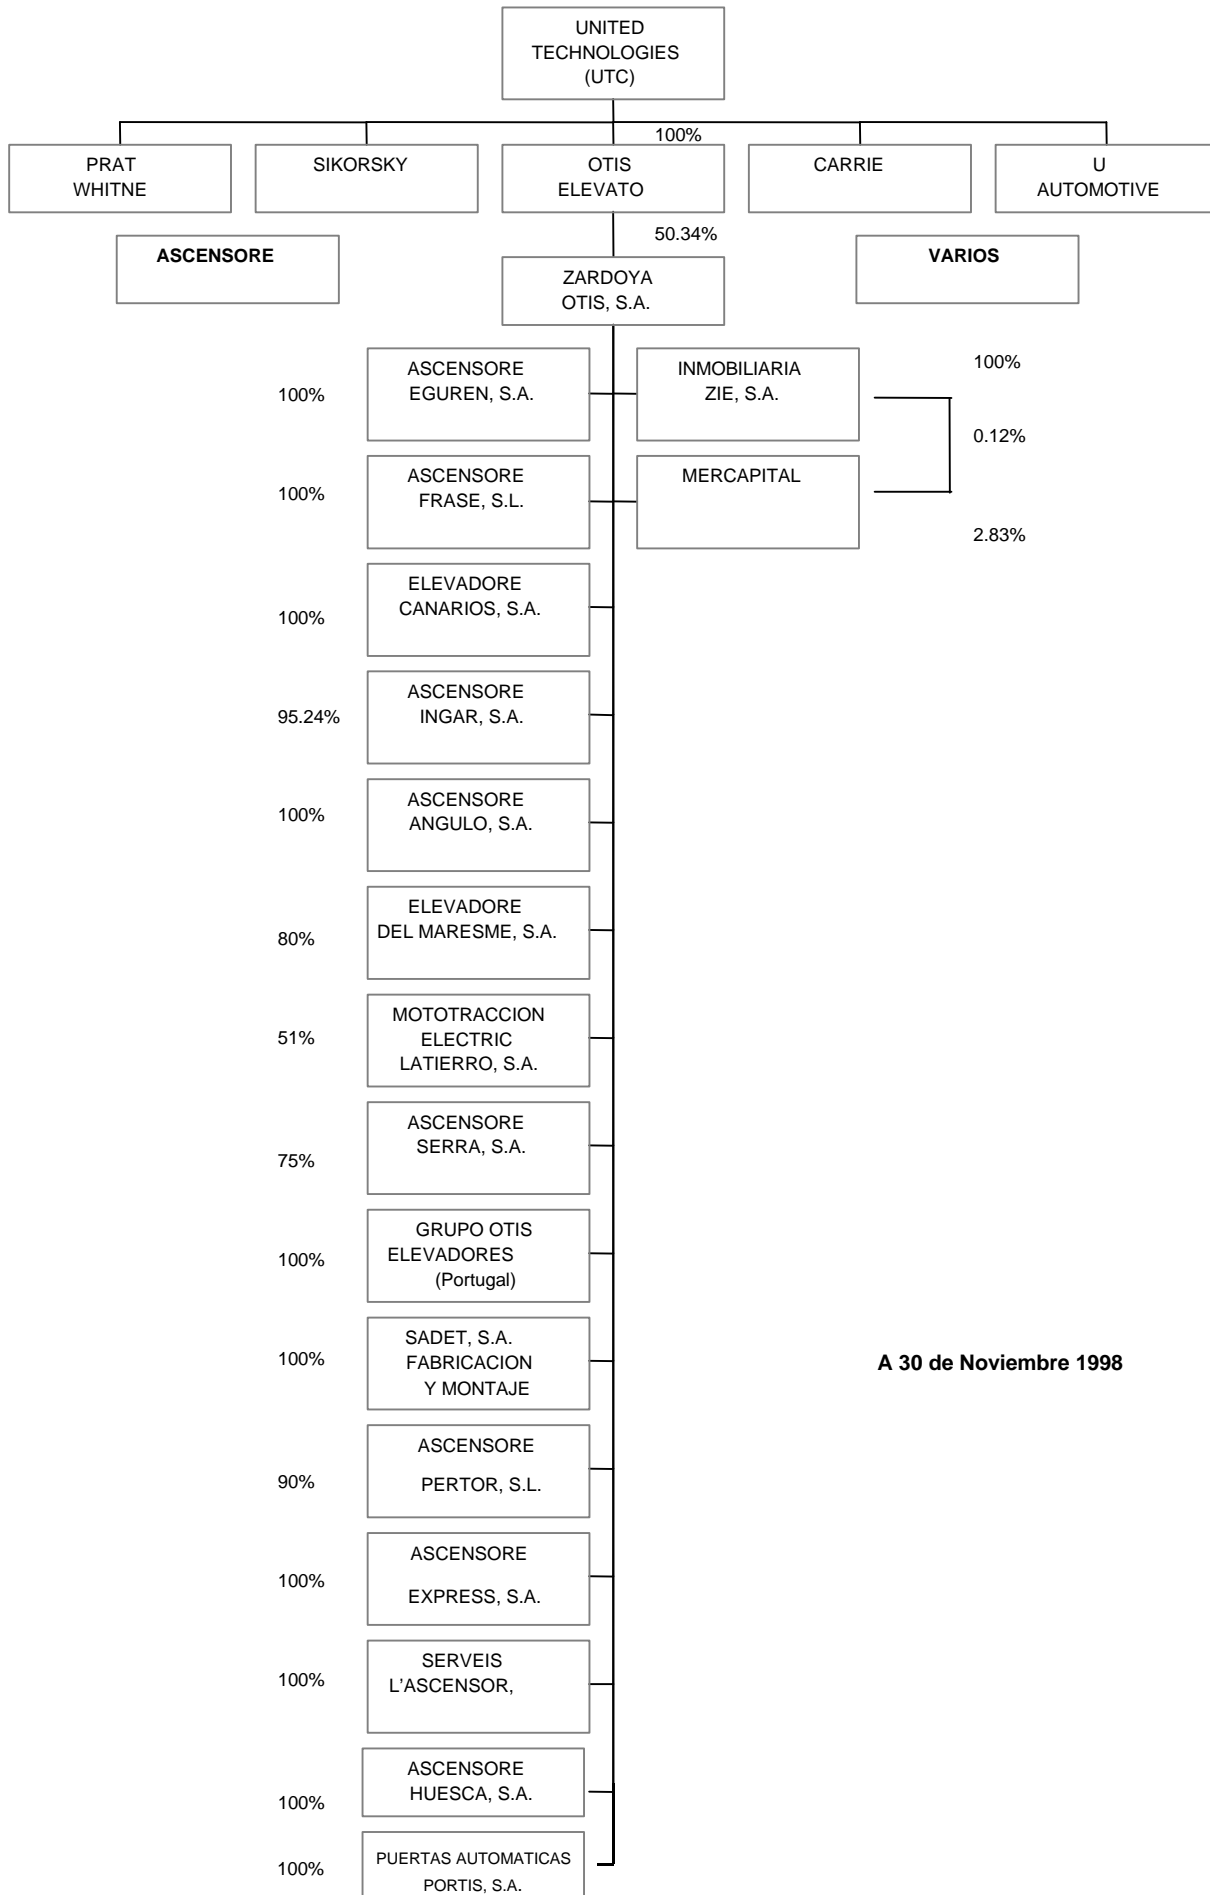 UNITED
TECHNOLOGIES
(UTC)
100%
PRAT
WHITNE
SIKORSKY
OTIS
ELEVATO
CARRIE
U
AUTOMOTIVE
50.34%
ASCENSORE
VARIOS
ZARDOYA
OTIS, S.A.
100%
ASCENSORE
EGUREN, S.A.
INMOBILIARIA
ZIE, S.A.
100%
0.12%
100%
ASCENSORE
FRASE, S.L.
MERCAPITAL
2.83%
100%
ELEVADORE
CANARIOS, S.A.
95.24%
ASCENSORE
INGAR, S.A.
100%
ASCENSORE
ANGULO, S.A.
80%
ELEVADORE
DEL MARESME, S.A.
51%
MOTOTRACCION
ELECTRIC
LATIERRO, S.A.
75%
ASCENSORE
SERRA, S.A.
100%
GRUPO OTIS
ELEVADORES
(Portugal)
100%
SADET, S.A.
FABRICACION
Y MONTAJE
A 30 de Noviembre 1998
90%
ASCENSORE
PERTOR, S.L.
100%
ASCENSORE
EXPRESS, S.A.
100%
SERVEIS
L’ASCENSOR,
100%
ASCENSORE
HUESCA, S.A.
100%
PUERTAS AUTOMATICAS
PORTIS, S.A.